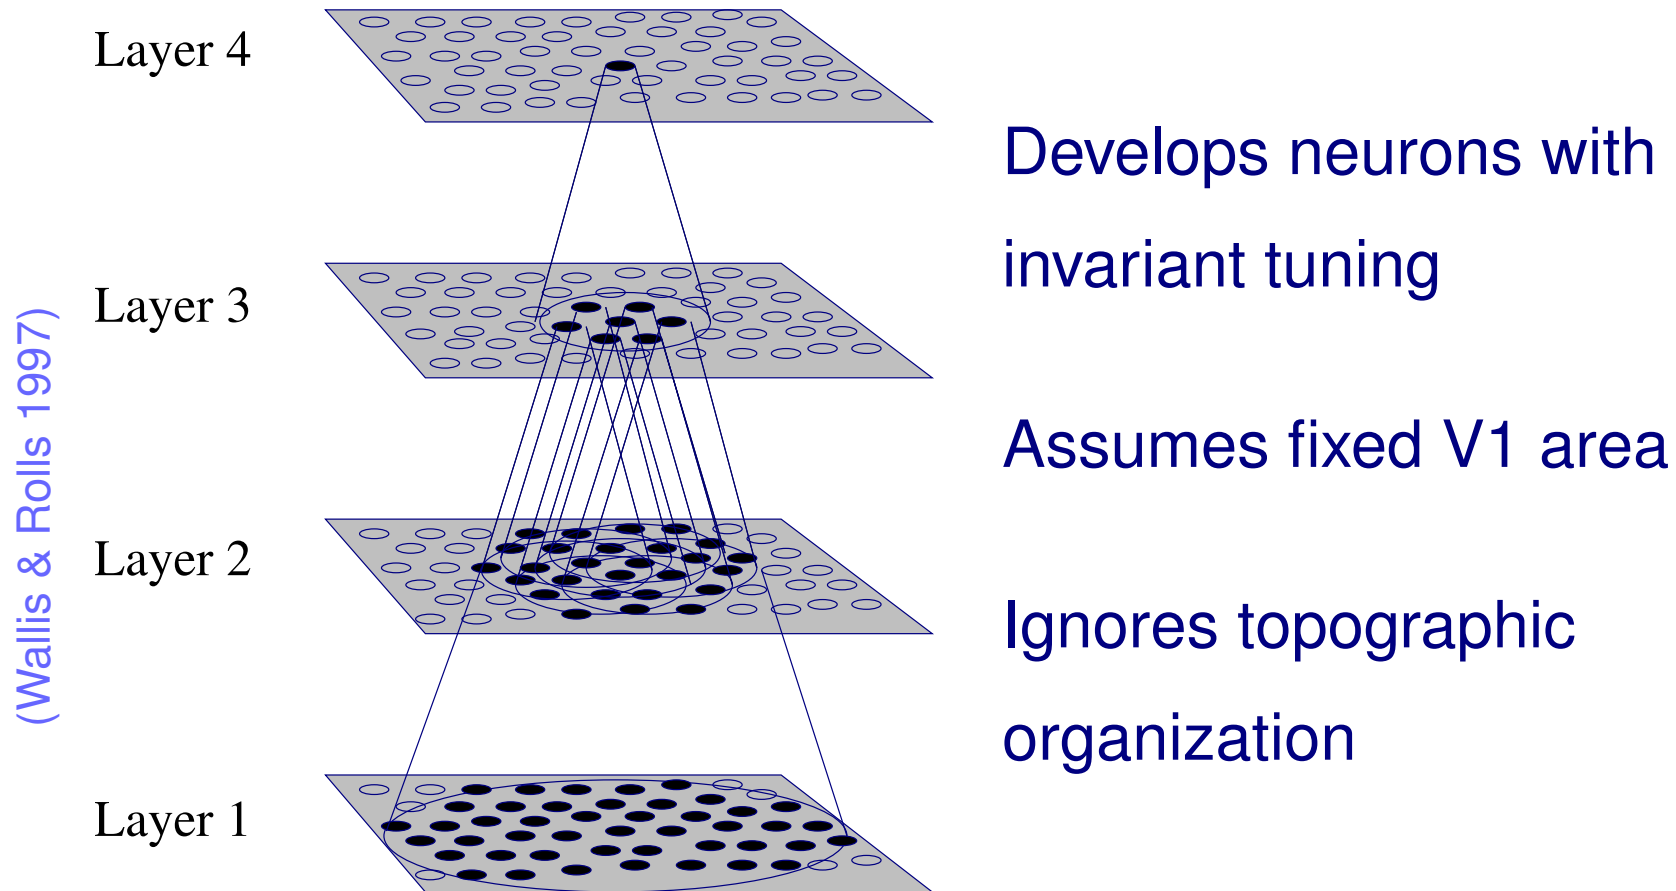 Layer 4
Layer 3
Layer 2
Layer 1
(Wallis & Rolls 1997)
Develops neurons with
invariant tuning
Assumes fixed V1 area
Ignores topographic
organization